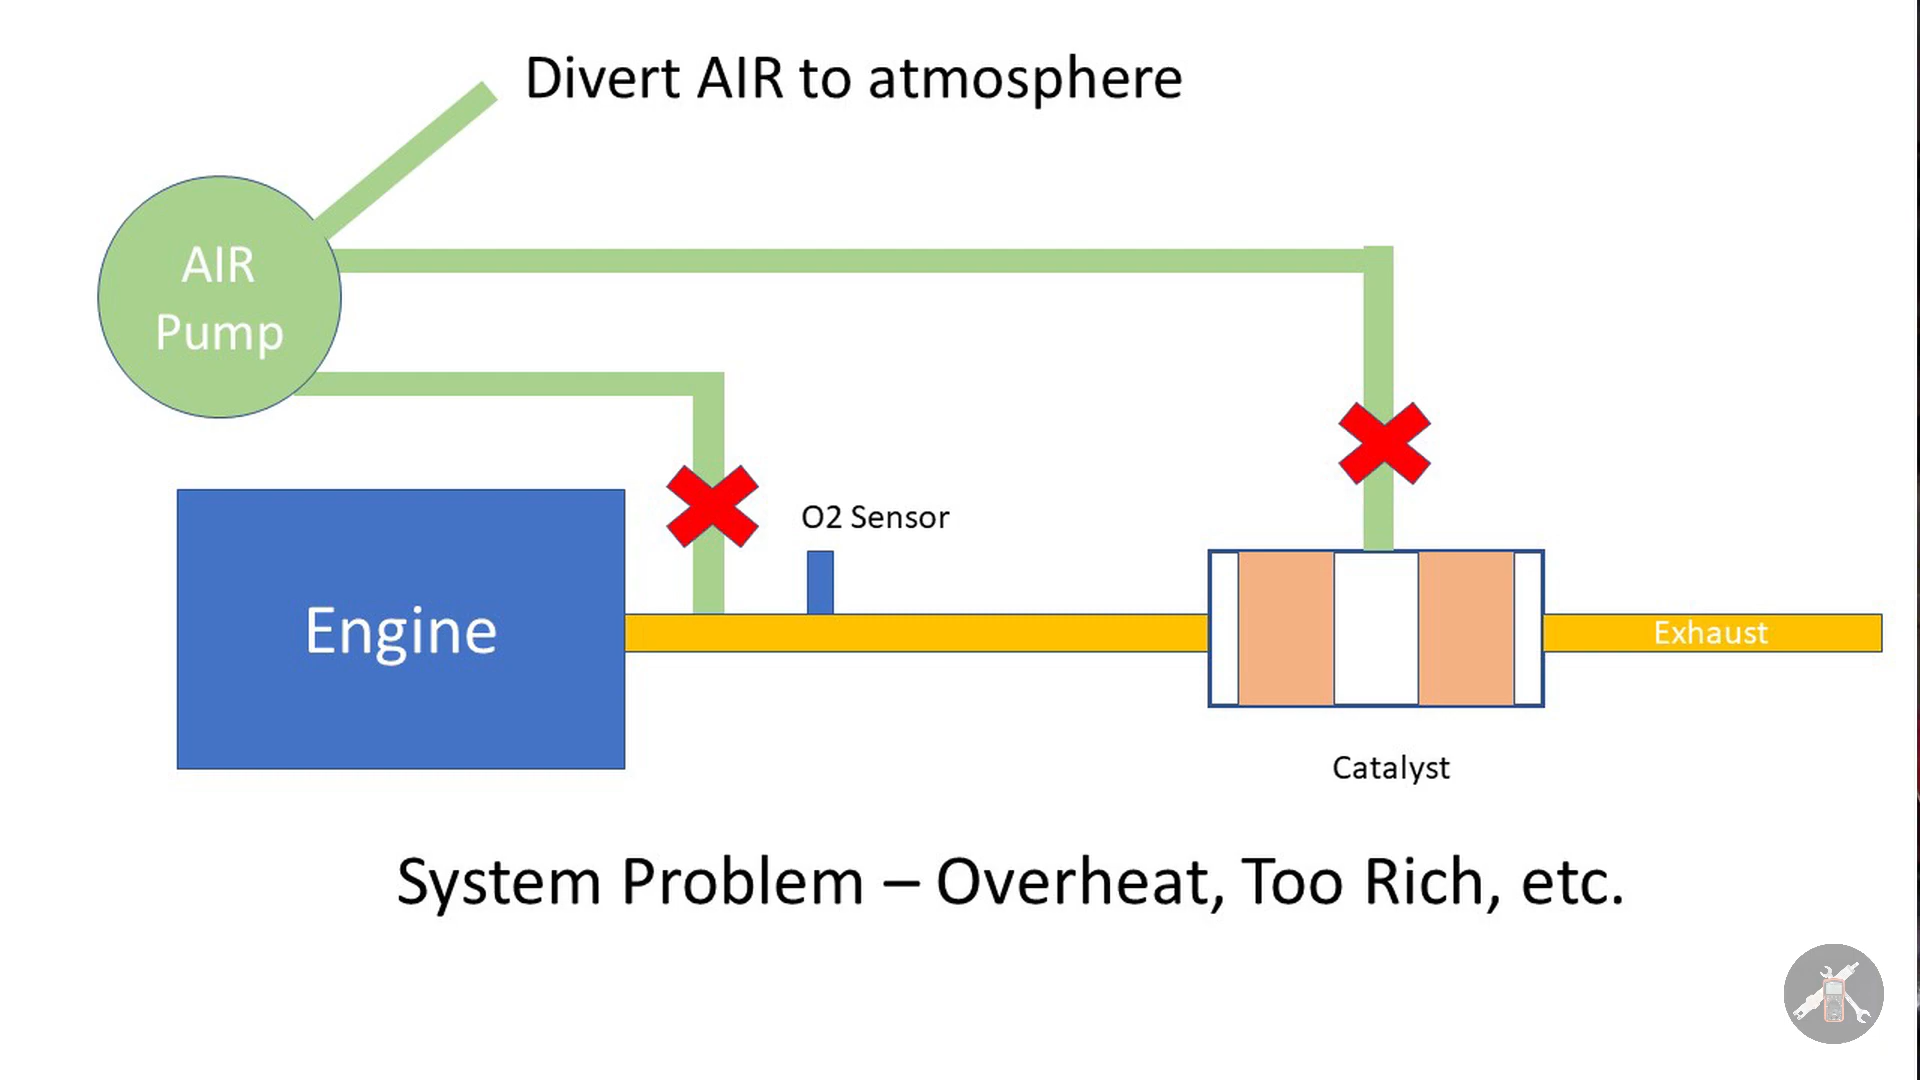 Divert AIR to atmosphere
AIR
Pump
O2 Sensor
Engine
Exhaust
Catalyst
System Problem – Overheat, Too Rich, etc.